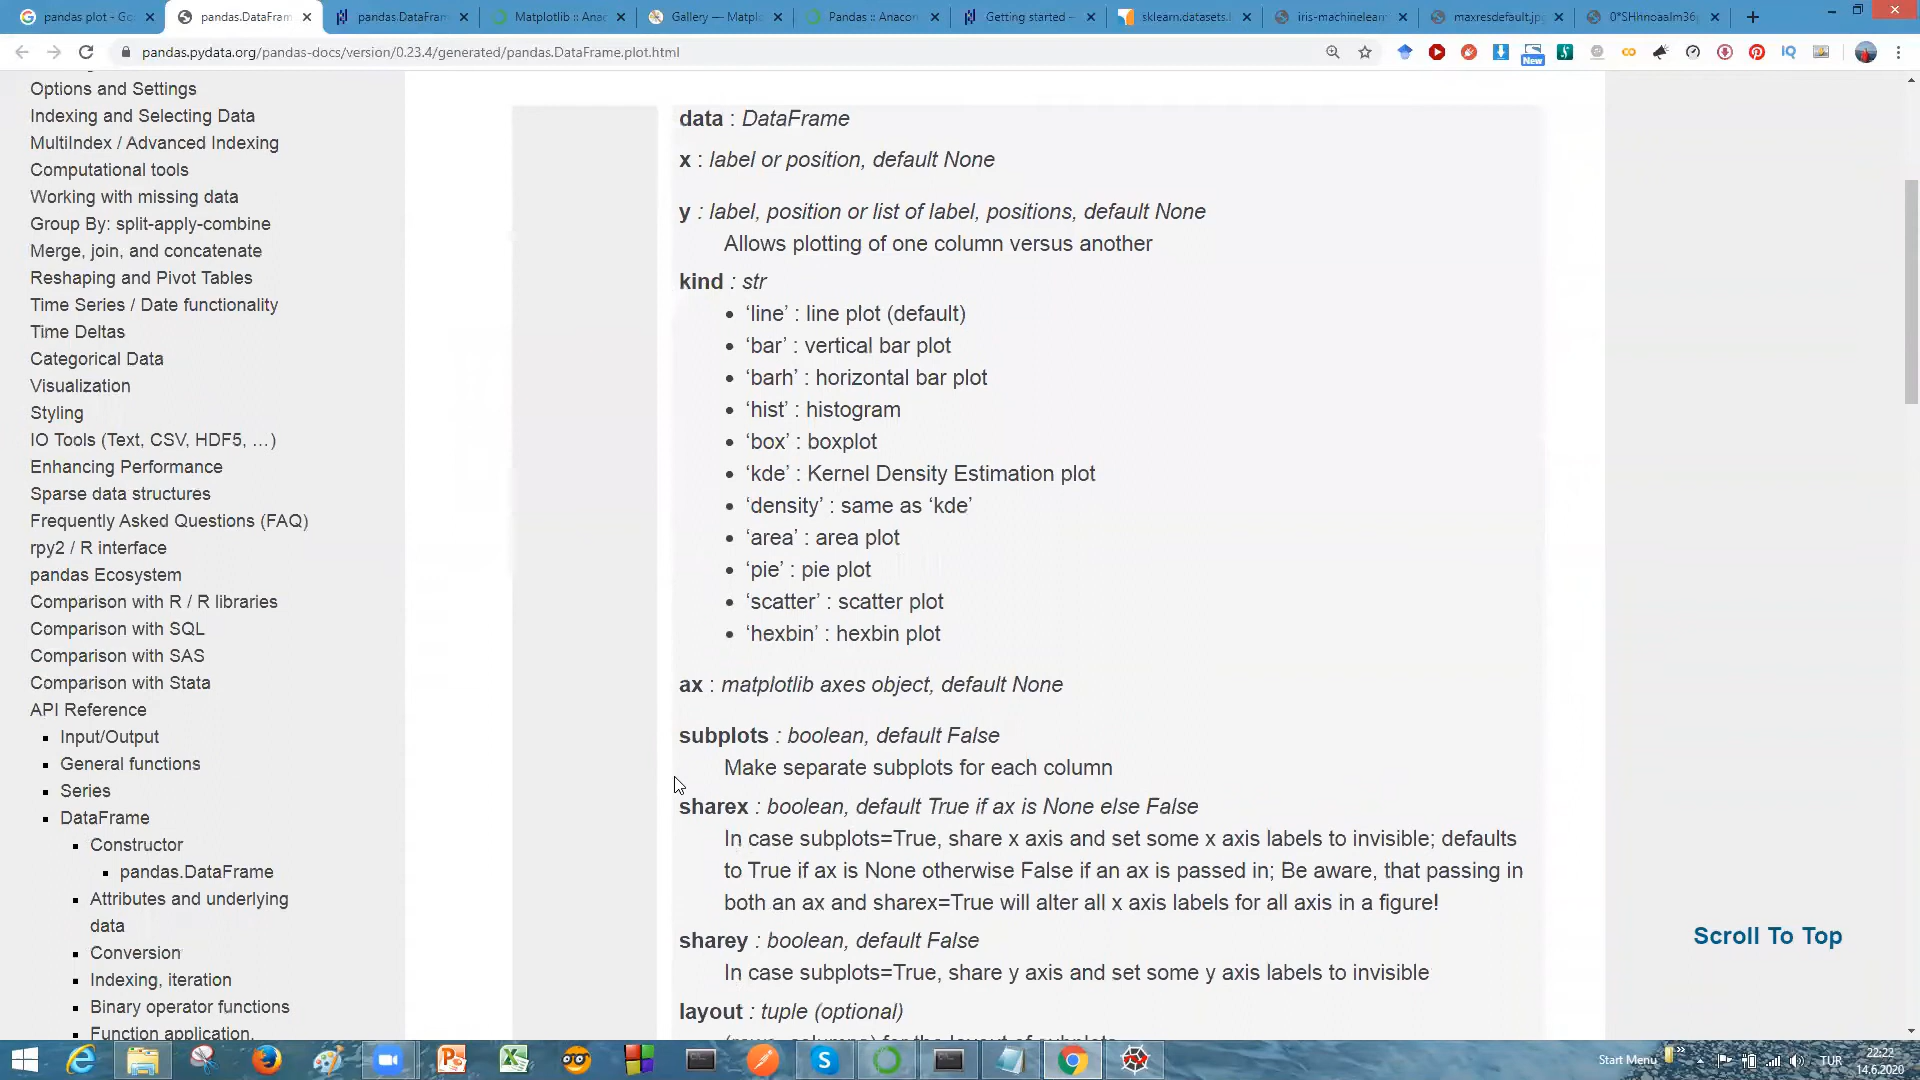 pandas plot - G
pandas.DataFram
pandas.DataFram
Matplotlib :: Ana
Gallery — Matpl
Pandas :: Anacon
Getting started —
sklearn.datasets.l
iris-machinelearn
maxresdefault.jp
pandas.pydata.org/pandas-docs/version/0.23.4/generated/pandas.DataFrame.plot.html
New
Options and Settings
Indexing and Selecting Data
MultiIndex / Advanced Indexing
Computational tools
Working with missing data
Group By: split-apply-combine
Merge, join, and concatenate
Reshaping and Pivot Tables
Time Series / Date functionality
Time Deltas
Categorical Data
Visualization
Styling
IO Tools (Text, CSV, HDF5, …)
Enhancing Performance
Sparse data structures
Frequently Asked Questions (FAQ)
rpy2 / R interface
pandas Ecosystem
Comparison with R / R libraries
Comparison with SQL
Comparison with SAS
Comparison with Stata
API Reference
Input/Output
General functions
Series
DataFrame
Constructor
pandas.DataFrame
Attributes and underlying
data
Conversion
Indexing, iteration
Binary operator functions
Function application,
data : DataFrame
x : label or position, default None
y : label, position or list of label, positions, default None
Allows plotting of one column versus another
kind : str
• ‘line’ : line plot (default)
• ‘bar’ : vertical bar plot
• ‘barh’ : horizontal bar plot
• ‘hist’ : histogram
• ‘box’ : boxplot
• ‘kde’ : Kernel Density Estimation plot
• ‘density’ : same as ‘kde’
• ‘area’ : area plot
• ‘pie’ : pie plot
• ‘scatter’ : scatter plot
• ‘hexbin’ : hexbin plot
ax : matplotlib axes object, default None
subplots : boolean, default False
Make separate subplots for each column
sharex : boolean, default True if ax is None else False
In case subplots=True, share x axis and set some x axis labels to invisible; defaults
to True if ax is None otherwise False if an ax is passed in; Be aware, that passing in
both an ax and sharex=True will alter all x axis labels for all axis in a figure!
sharey : boolean, default False
In case subplots=True, share y axis and set some y axis labels to invisible
layout : tuple (optional)
(rows, columns) for the layout of subplots
Scroll To Top
Start Menu
TUR
22:22
14.6.2020